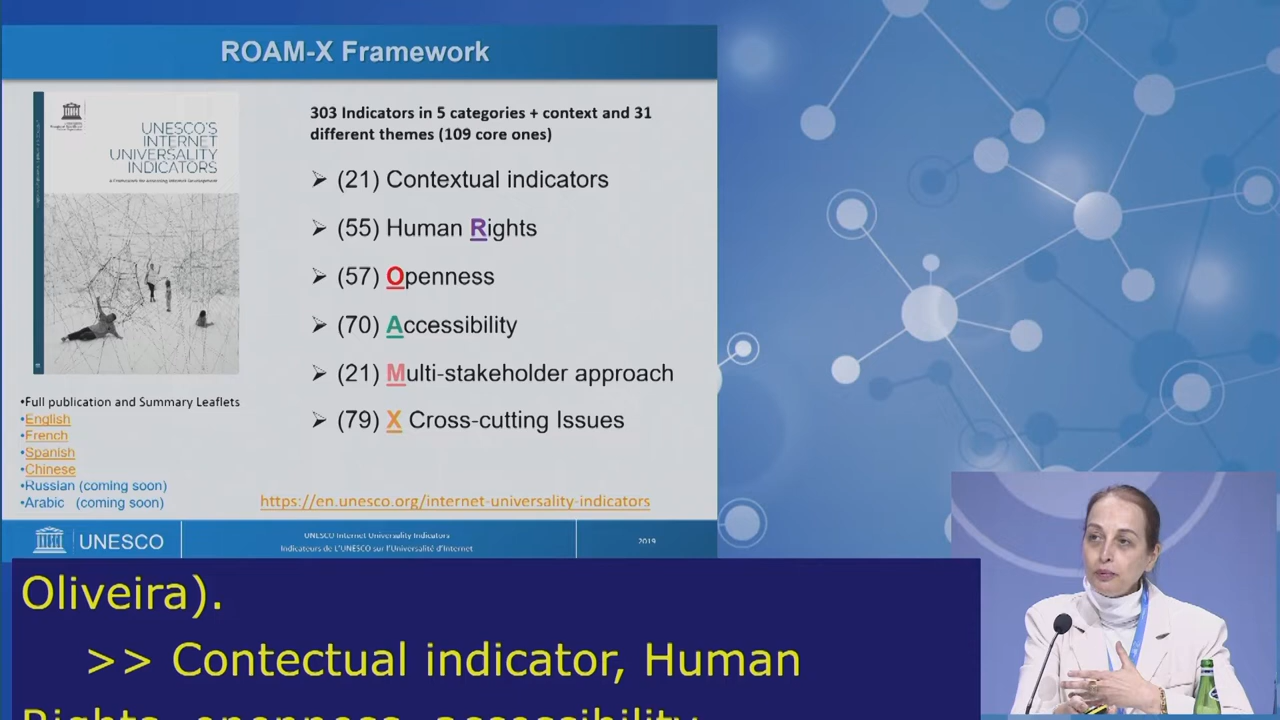 ROAM-X Framework
UNESCO'S
INTERNET
UNIVERSALITY
INDICATORS
A Framework for Assessing Internet Development
303 Indicators in 5 categories + context and 31
different themes (109 core ones)
➢ (21) Contextual indicators
➢ (55) Human Rights
➢ (57) Openness
➢ (70) Accessibility
➢ (21) Multi-stakeholder approach
➢ (79) X Cross-cutting Issues
•Full publication and Summary Leaflets
•English
•French
•Spanish
•Chinese
•Russian (coming soon)
•Arabic (coming soon)
https://en.unesco.org/internet-universality-indicators
UNESCO
UNESCO Internet Universality Indicators
Indicateurs de L'UNESCO sur l'Universalité d'Internet
2019
Oliveira).
>> Contectual indicator, Human
Rights, openness, accessibility